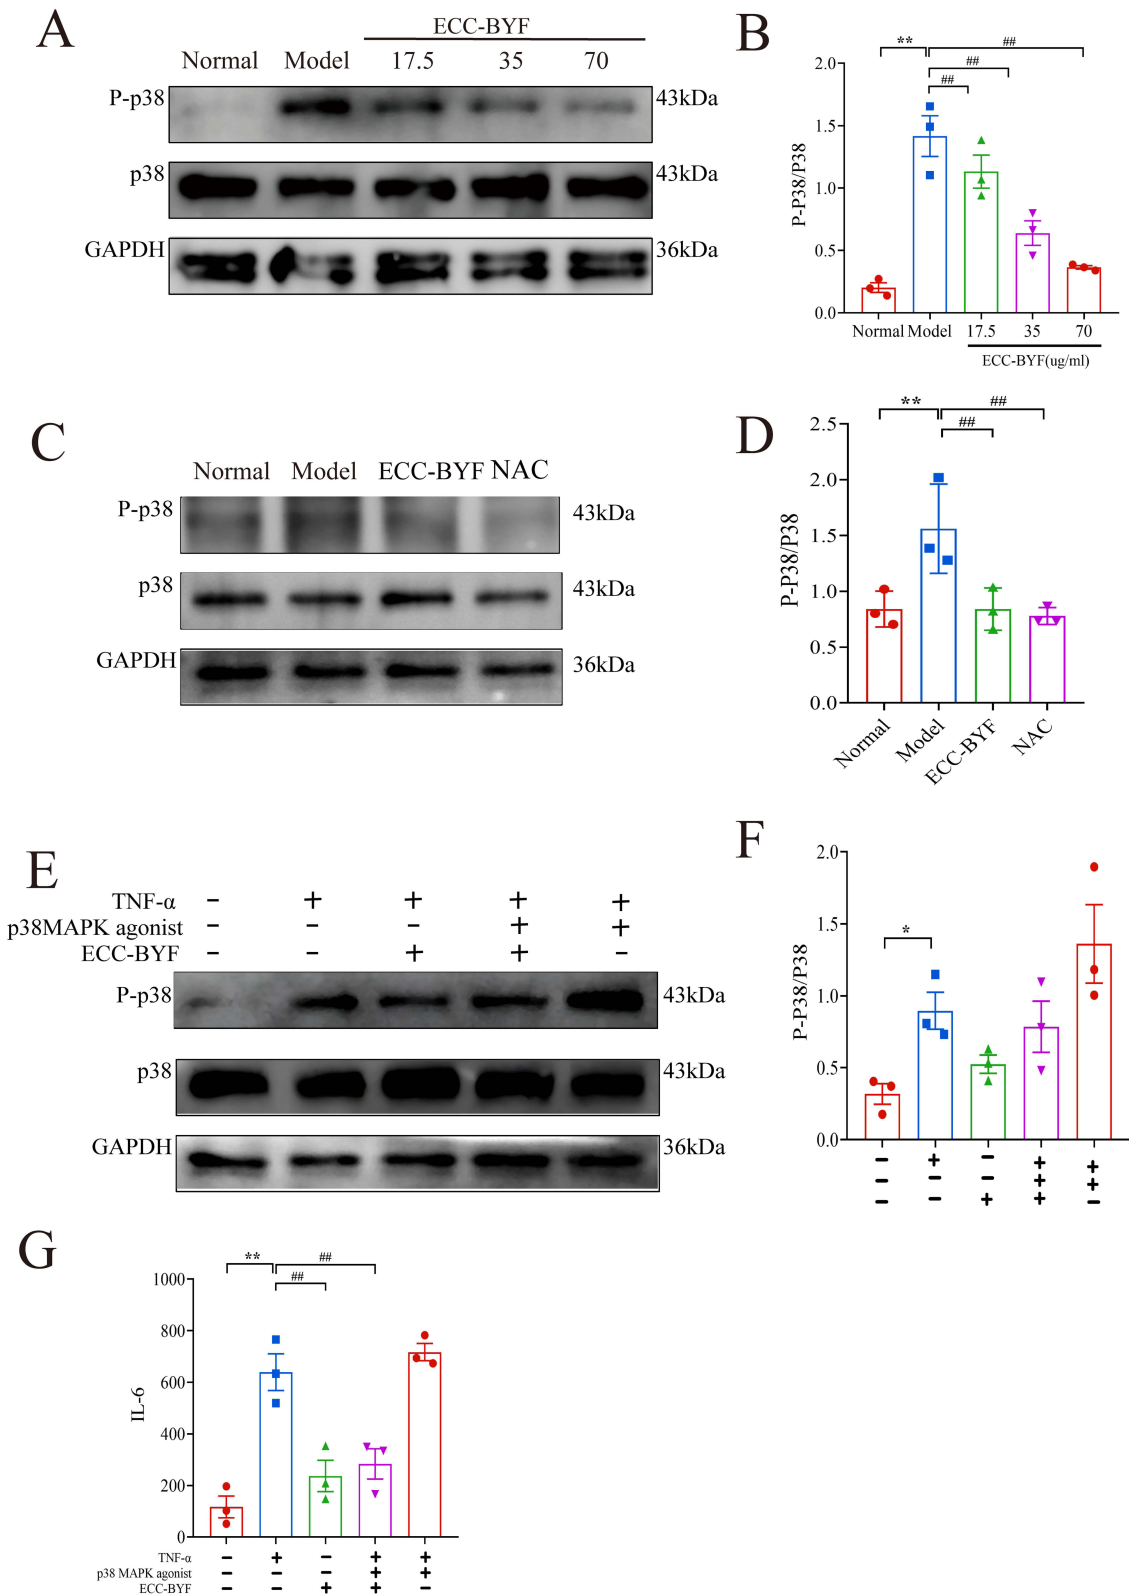 A
ECC-BYF
Normal Model 17.5 35 70
P-p38 43kDa
p38 43kDa
GAPDH 36kDa
B
** ##
##
##
2.0
1.5
1.0
0.5
0.0
P-P38/P38
Normal Model 17.5 35 70
ECC-BYF(ug/ml)
C
Normal Model ECC-BYF NAC
P-p38 43kDa
p38 43kDa
GAPDH 36kDa
D
** ##
##
2.5
2.0
1.5
1.0
0.5
0.0
P-P38/P38
Normal Model ECC-BYF NAC
E
TNF-α - + + + +
p38MAPK agonist - - - + +
ECC-BYF - - + + -
P-p38 43kDa
p38 43kDa
GAPDH 36kDa
F
*
2.0
1.5
1.0
0.5
0.0
P-P38/P38
- + - + +
- - - + +
- - + + -
G
** ##
##
1000
800
600
400
200
0
IL-6
TNF-α - + - + +
p38 MAPK agonist - - - + +
ECC-BYF - - + + -